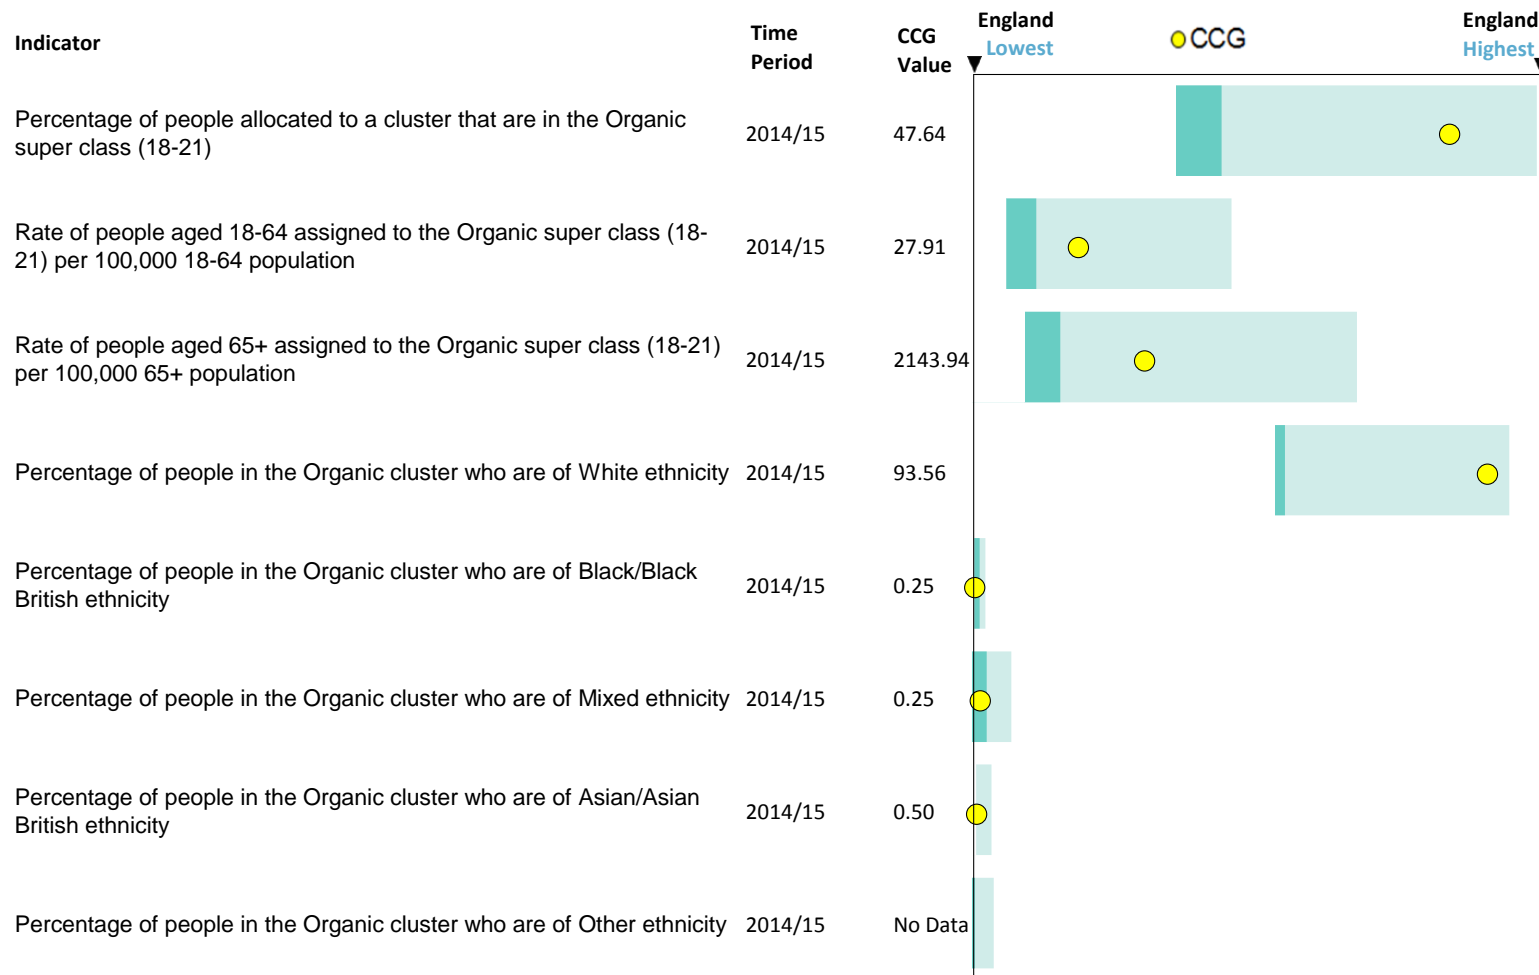 Indicator
Time Period
CCG Value
England Lowest
CCG
England Highest
Percentage of people allocated to a cluster that are in the Organic
super class (18-21)
2014/15
47.64
Rate of people aged 18-64 assigned to the Organic super class (18-
21) per 100,000 18-64 population
2014/15
27.91
Rate of people aged 65+ assigned to the Organic super class (18-21)
per 100,000 65+ population
2014/15
2143.94
Percentage of people in the Organic cluster who are of White ethnicity
2014/15
93.56
Percentage of people in the Organic cluster who are of Black/Black
British ethnicity
2014/15
0.25
Percentage of people in the Organic cluster who are of Mixed ethnicity
2014/15
0.25
Percentage of people in the Organic cluster who are of Asian/Asian
British ethnicity
2014/15
0.50
Percentage of people in the Organic cluster who are of Other ethnicity
2014/15
No Data